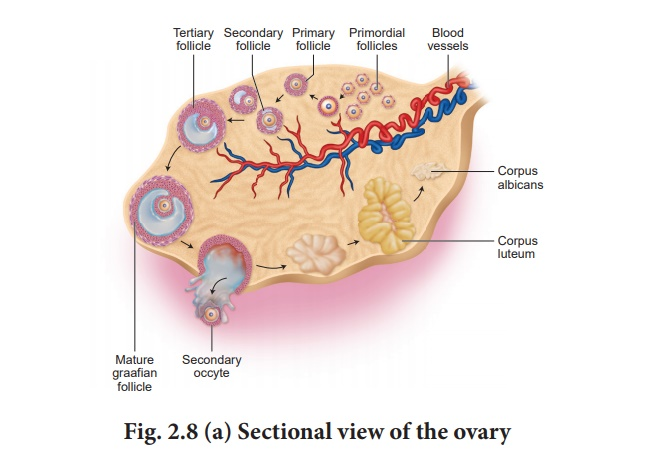 Tertiary
follicle
Secondary
follicle
Primary
follicle
Primordial
follicles
Blood
vessels
Corpus
albicans
Corpus
luteum
Mature
graafian
follicle
Secondary
oocyte
Fig. 2.8 (a) Sectional view of the ovary